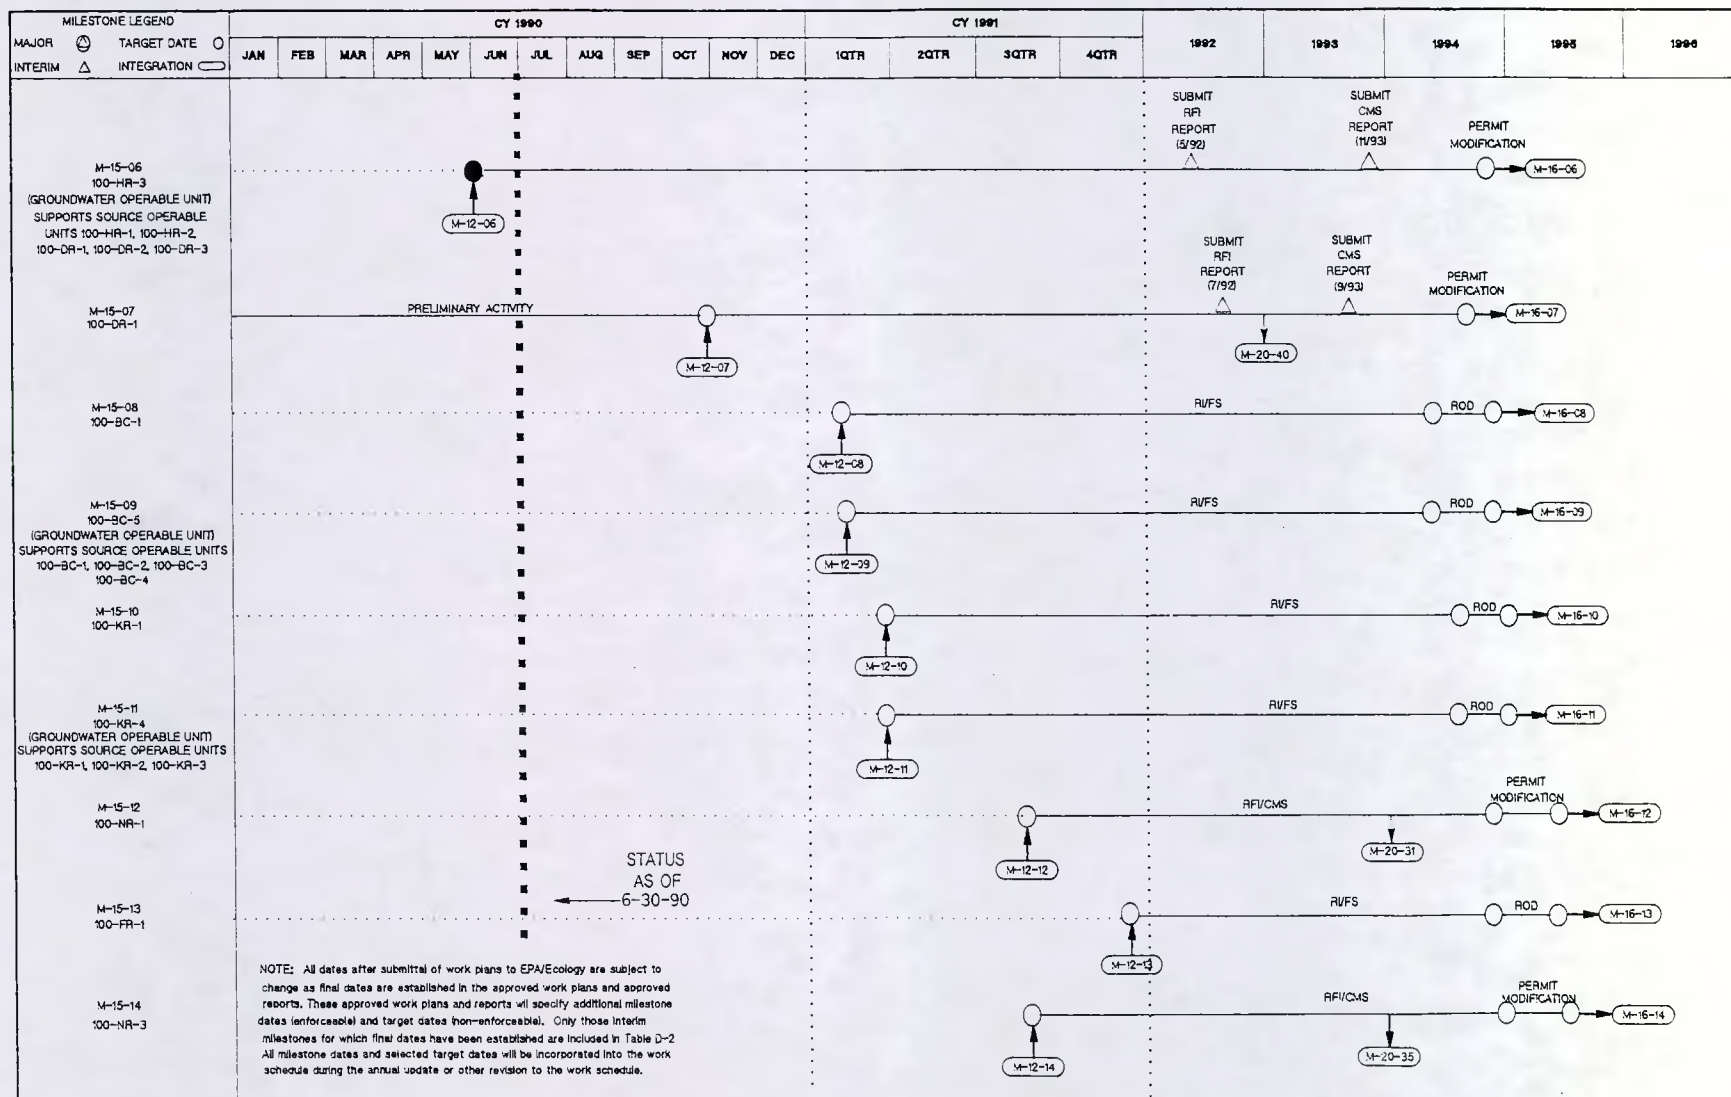 MILESTONE LEGEND
MAJOR TARGET DATE
INTERIM INTEGRATION
CY 1990
JAN FEB MAR APR MAY JUN JUL AUG SEP OCT NOV DEC
CY 1991
1QTR 2QTR 3QTR 4QTR
1992 1993 1994 1995 1996
M-15-06
100-HR-3
(GROUNDWATER OPERABLE UNIT)
SUPPORTS SOURCE OPERABLE
UNITS 100-HR-1, 100-HR-2,
100-DR-1, 100-DR-2, 100-DR-3
M-12-06
SUBMIT
RFI
REPORT
(5/92)
SUBMIT
CMS
REPORT
(11/93)
PERMIT
MODIFICATION
M-16-06
M-15-07
100-DR-1
PRELIMINARY ACTIVITY
M-12-07
SUBMIT
RFI
REPORT
(7/92)
M-20-40
SUBMIT
CMS
REPORT
(9/93)
PERMIT
MODIFICATION
M-16-07
M-15-08
100-BC-1
M-12-08
RI/FS
ROD
M-16-08
M-15-09
100-BC-5
(GROUNDWATER OPERABLE UNIT)
SUPPORTS SOURCE OPERABLE UNITS
100-BC-1, 100-BC-2, 100-BC-3
100-BC-4
M-12-09
RI/FS
ROD
M-16-09
M-15-10
100-KR-1
M-12-10
RI/FS
ROD
M-16-10
M-15-11
100-KR-4
(GROUNDWATER OPERABLE UNIT)
SUPPORTS SOURCE OPERABLE UNITS
100-KR-1, 100-KR-2, 100-KR-3
M-12-11
RI/FS
ROD
M-16-11
M-15-12
100-NR-1
M-12-12
RFI/CMS
M-20-31
PERMIT
MODIFICATION
M-16-12
STATUS
AS OF
6-30-90
M-15-13
100-FR-1
M-12-13
RI/FS
ROD
M-16-13
M-15-14
100-NR-3
M-12-14
RFI/CMS
M-20-35
PERMIT
MODIFICATION
M-16-14
NOTE: All dates after submittal of work plans to EPA/Ecology are subject to
change as final dates are established in the approved work plans and approved
reports. These approved work plans and reports will specify additional milestone
dates (enforceable) and target dates (non-enforceable). Only those interim
milestones for which final dates have been established are included in Table D-2
All milestone dates and selected target dates will be incorporated into the work
schedule during the annual update or other revision to the work schedule.